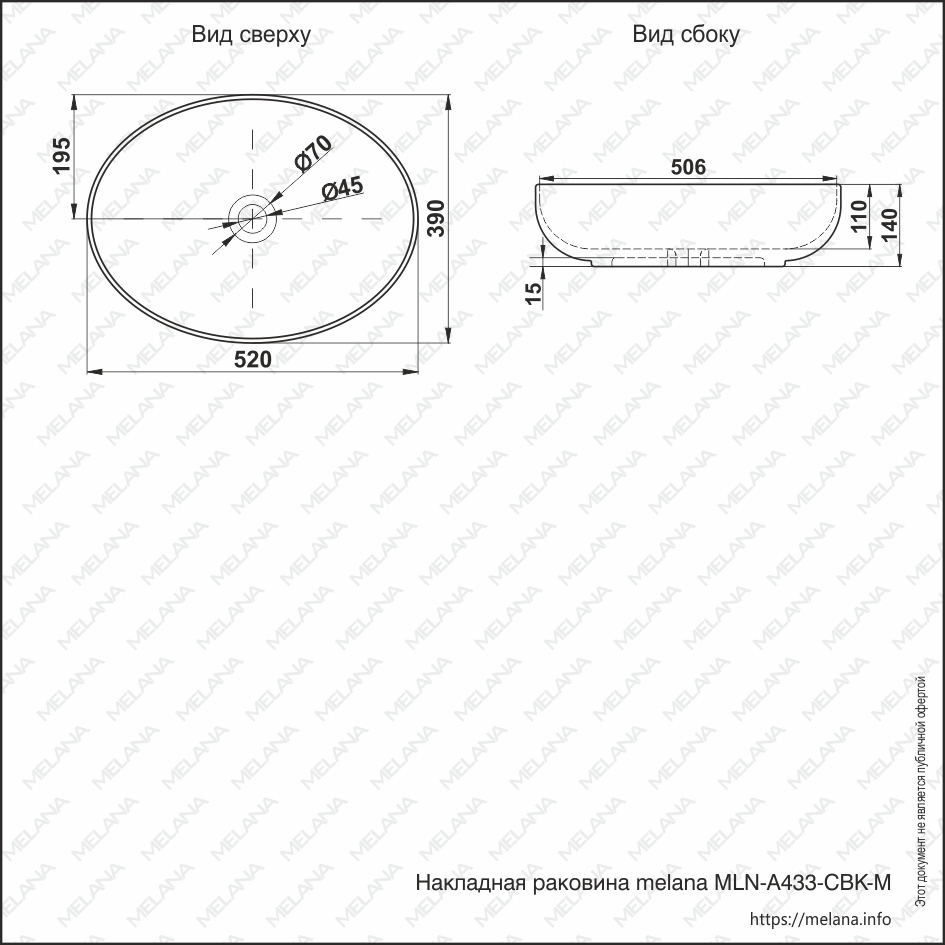 Вид сверху
Вид сбоку
195
Ø70
Ø45
390
520
506
110
140
15
Этот документ не является публичной офертой
Накладная раковина melana MLN-A433-CBK-M
https://melana.info
MELANA